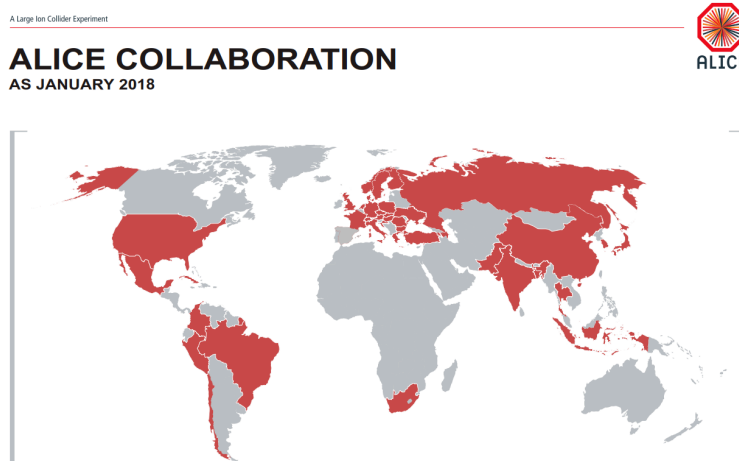 A Large Ion Collider Experiment
ALICE COLLABORATION
AS JANUARY 2018
ALIC